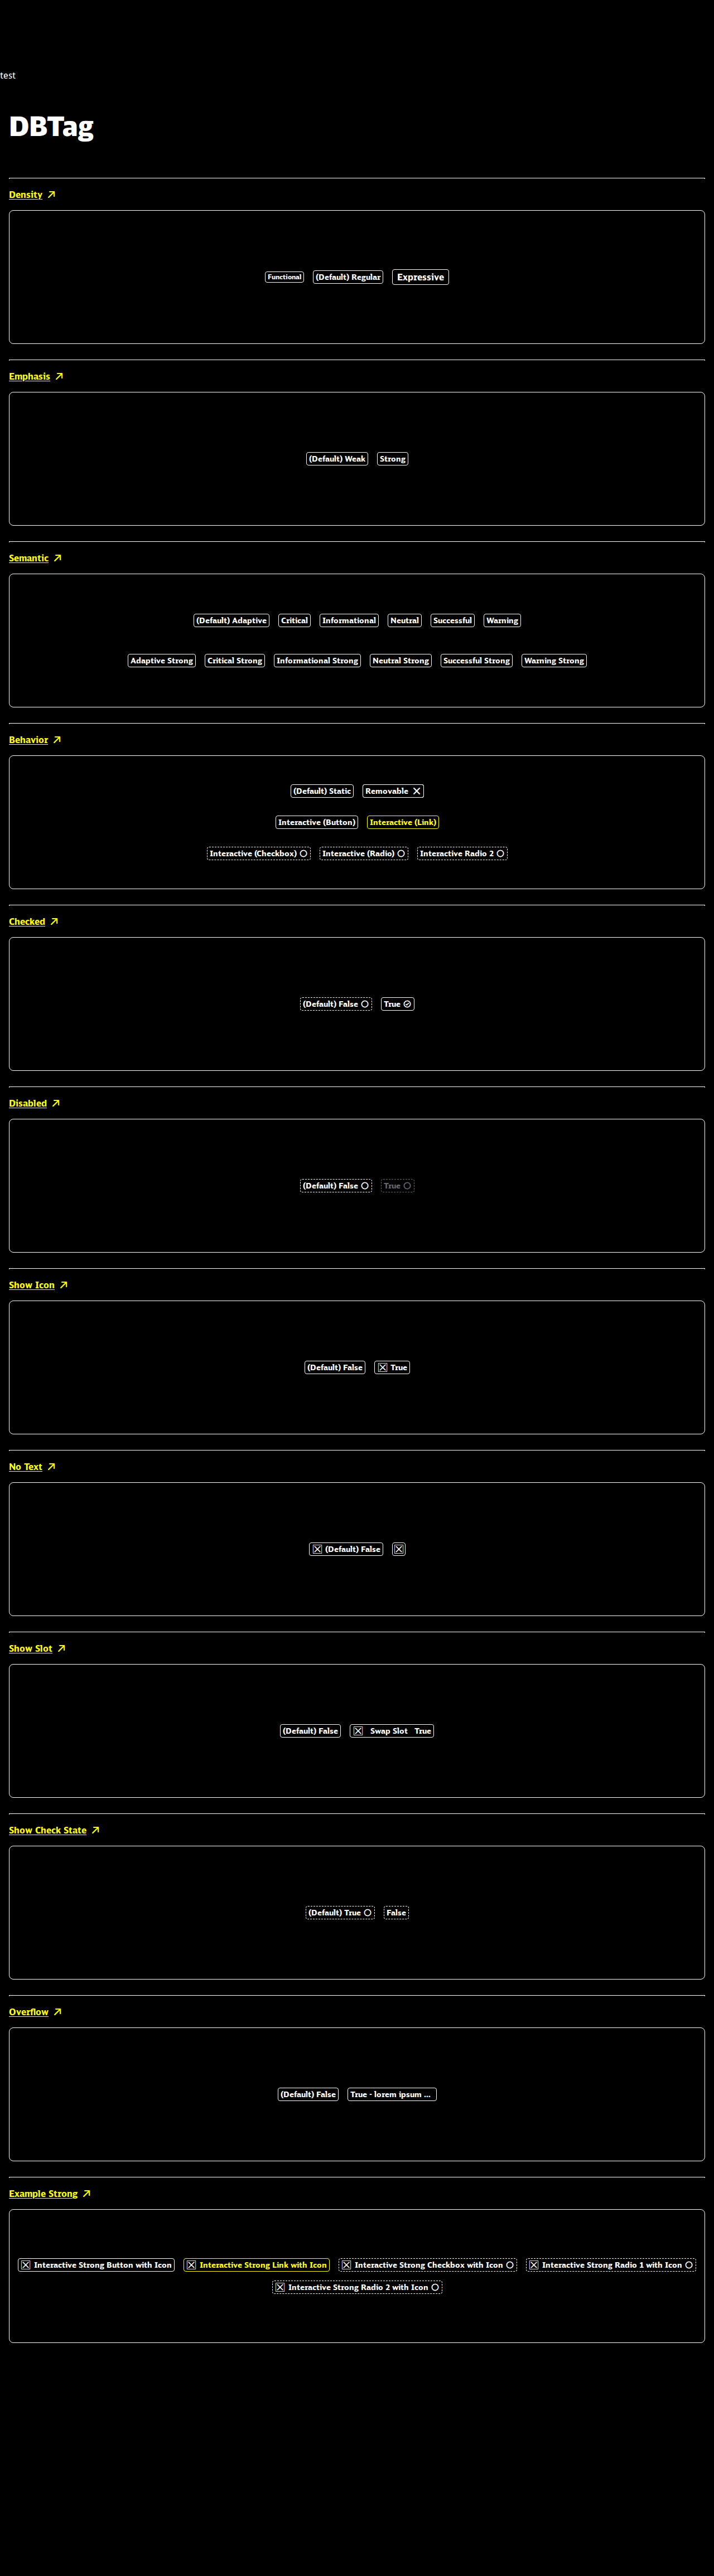 test
DBTag
Density
Functional (Default) Regular Expressive
Emphasis
(Default) Weak Strong
Semantic
(Default) Adaptive Critical Informational Neutral Successful Warning
Adaptive Strong Critical Strong Informational Strong Neutral Strong Successful Strong Warning Strong
Behavior
(Default) Static Removable
Interactive (Button) Interactive (Link)
Interactive (Checkbox) Interactive (Radio) Interactive Radio 2
Checked
(Default) False True
Disabled
(Default) False True
Show Icon
(Default) False True
No Text
(Default) False
Show Slot
(Default) False Swap Slot True
Show Check State
(Default) True False
Overflow
(Default) False True - lorem ipsum ...
Example Strong
Interactive Strong Button with Icon Interactive Strong Link with Icon Interactive Strong Checkbox with Icon Interactive Strong Radio 1 with Icon
Interactive Strong Radio 2 with Icon